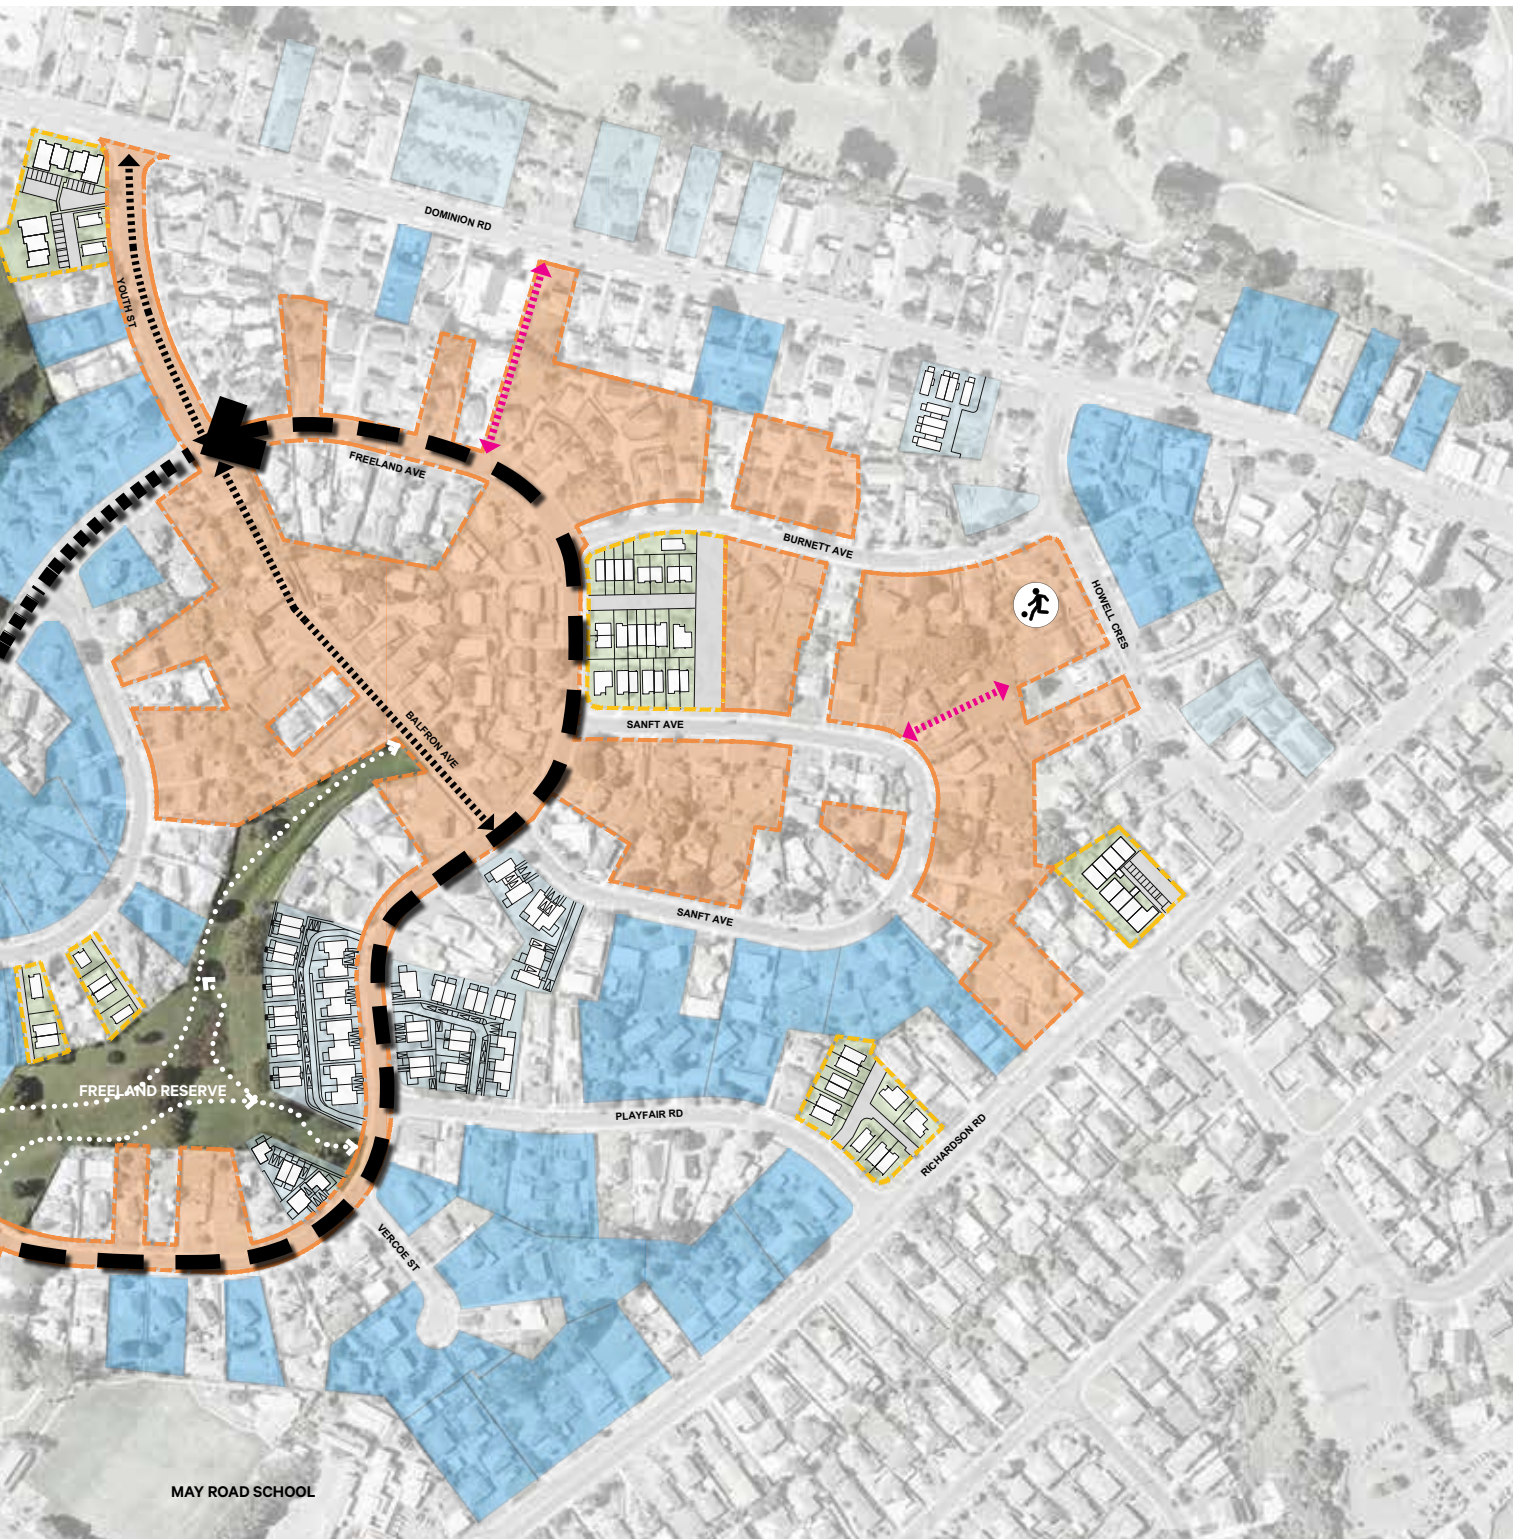 DOMINION RD
YOUTH ST
FREELAND AVE
BURNETT AVE
HOWELL CRES
SANFT AVE
BALFRON AVE
SANFT AVE
FREELAND RESERVE
PLAYFAIR RD
RICHARDSON RD
VERCOE ST
MAY ROAD SCHOOL